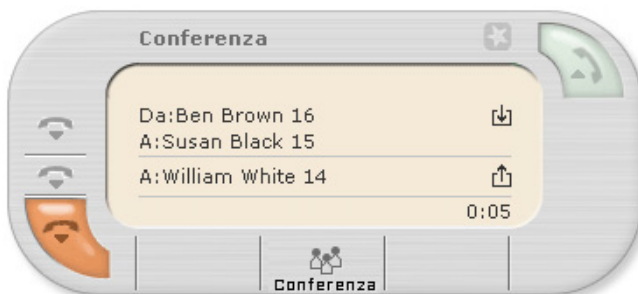 Conferenza
Da:Ben Brown 16
A:Susan Black 15
A:William White 14
0:05
Conferenza